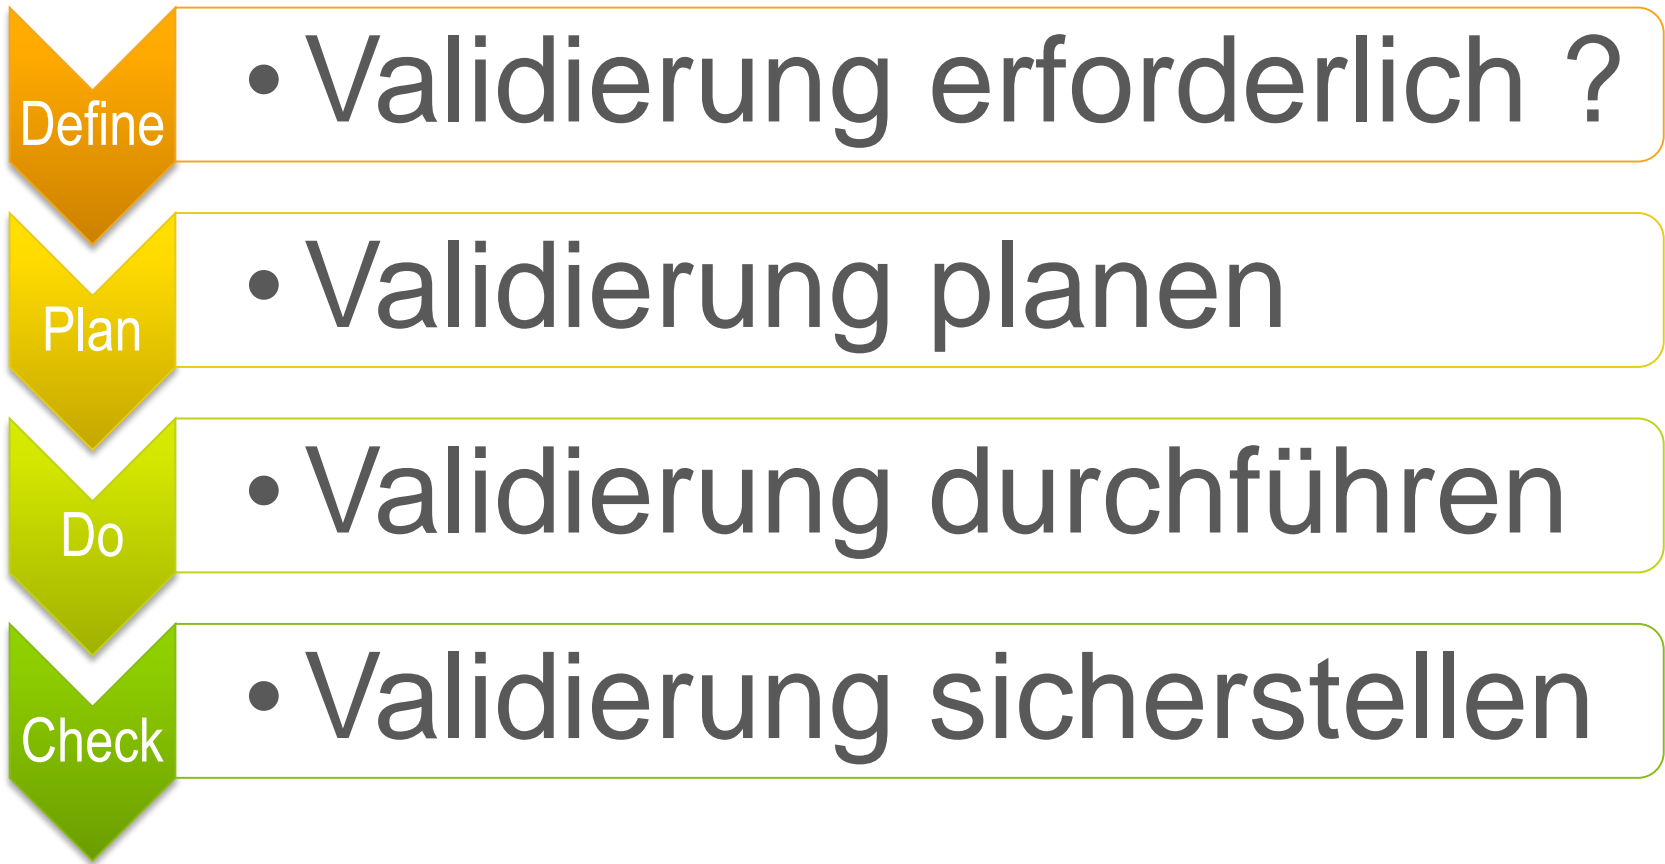 Define
• Validierung erforderlich ?
Plan
• Validierung planen
Do
• Validierung durchführen
Check
• Validierung sicherstellen